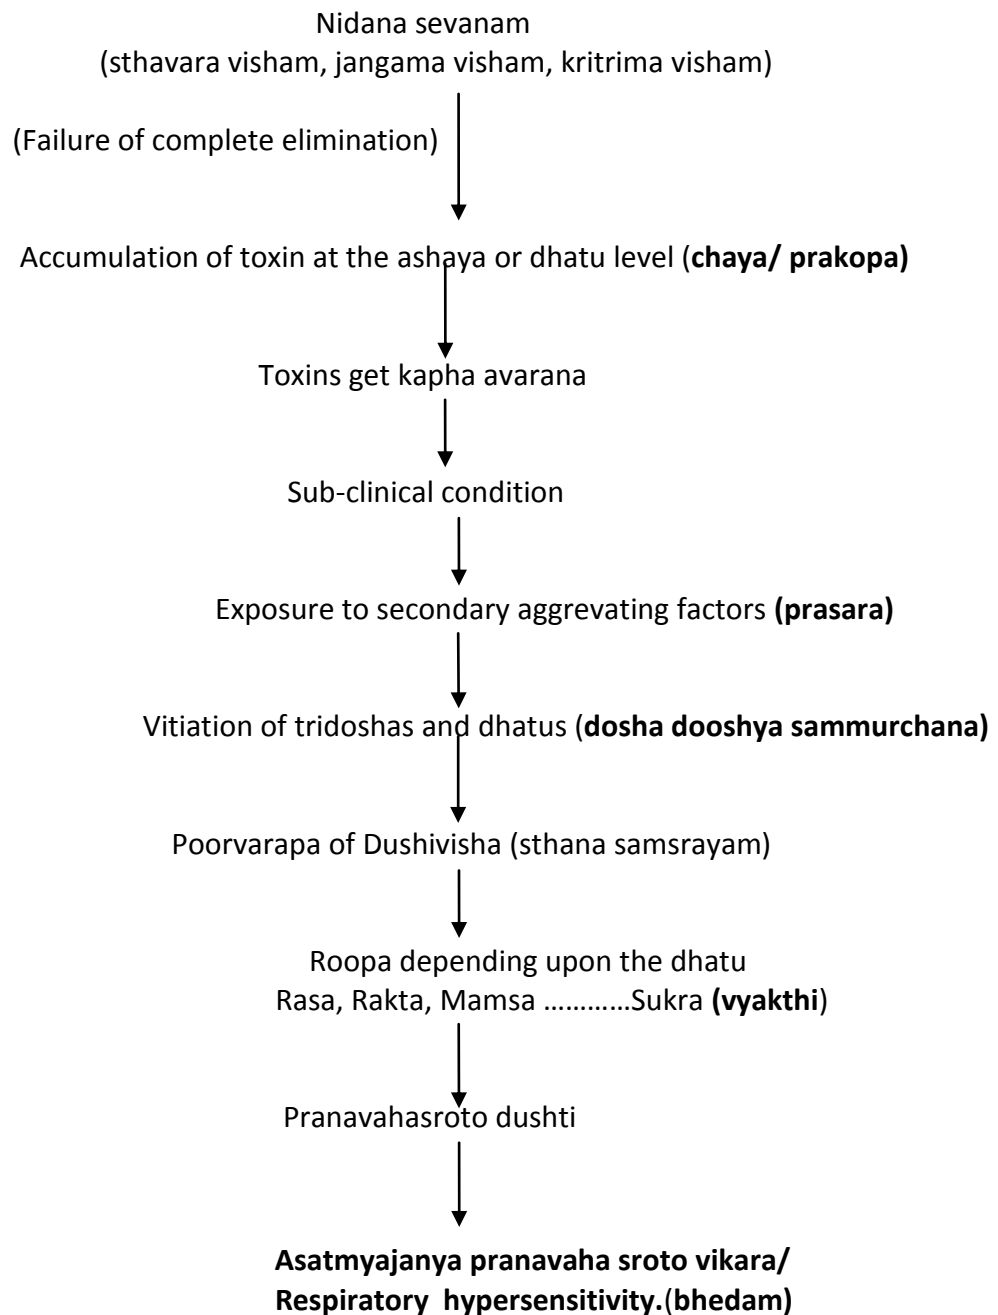 Nidana sevanam
(sthavara visham, jangama visham, kritrima visham)
(Failure of complete elimination)
Accumulation of toxin at the ashaya or dhatu level (chaya/ prakopa)
Toxins get kapha avarana
Sub-clinical condition
Exposure to secondary aggrevating factors (prasara)
Vitiation of tridoshas and dhatus (dosha dooshya sammurchana)
Poorvarapa of Dushivisha (sthana samsrayam)
Roopa depending upon the dhatu
Rasa, Rakta, Mamsa …………Sukra (vyakthi)
Pranavahasroto dushti
Asatmyajanya pranavaha sroto vikara/
Respiratory hypersensitivity.(bhedam)